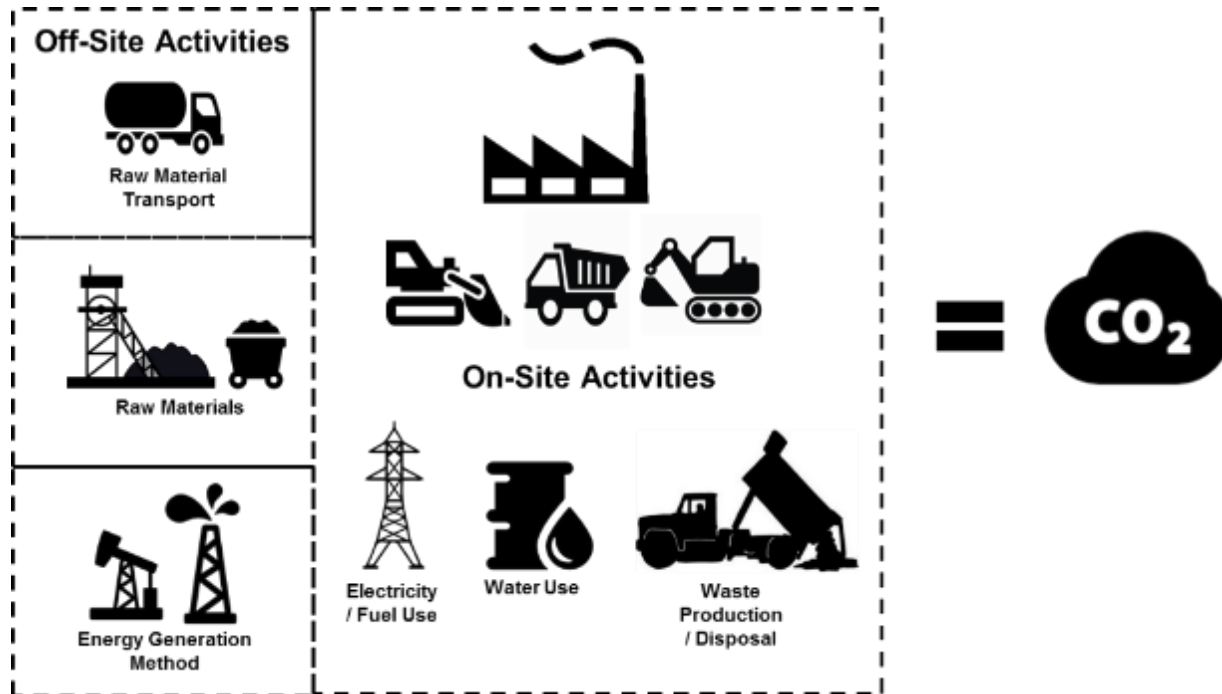 Off-Site Activities
Raw Material
Transport
Raw Materials
Energy Generation
Method
On-Site Activities
Electricity
/ Fuel Use
Water Use
Waste
Production
/ Disposal
=
CO₂